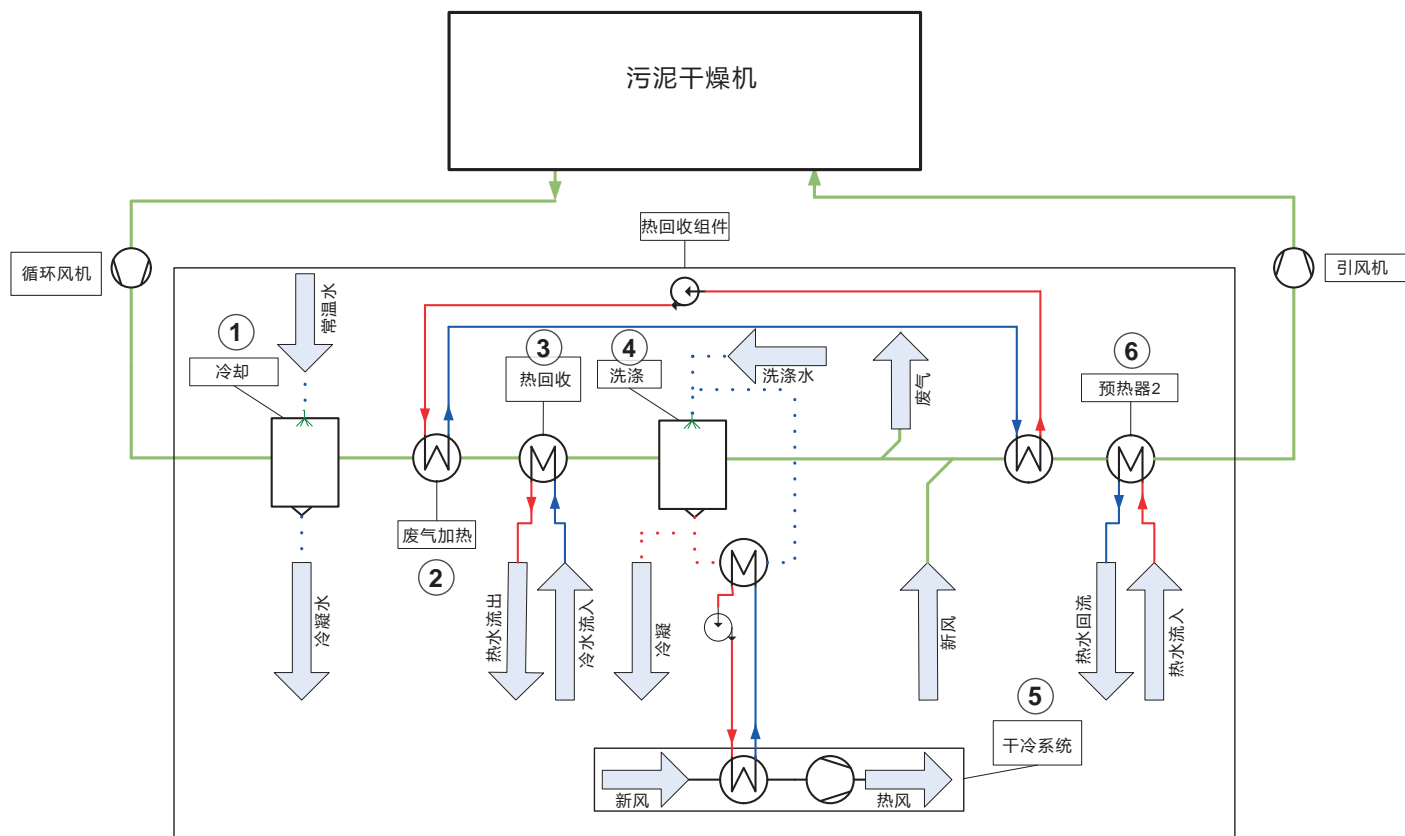 污泥干燥机
热回收组件
循环风机
引风机
常温水
1
冷却
3
热回收
4
洗涤
洗涤水
废气
6
预热器2
废气加热
2
冷凝水
热水流出
冷水流入
冷凝
新风
热水回流
热水流入
5
干冷系统
新风
热风